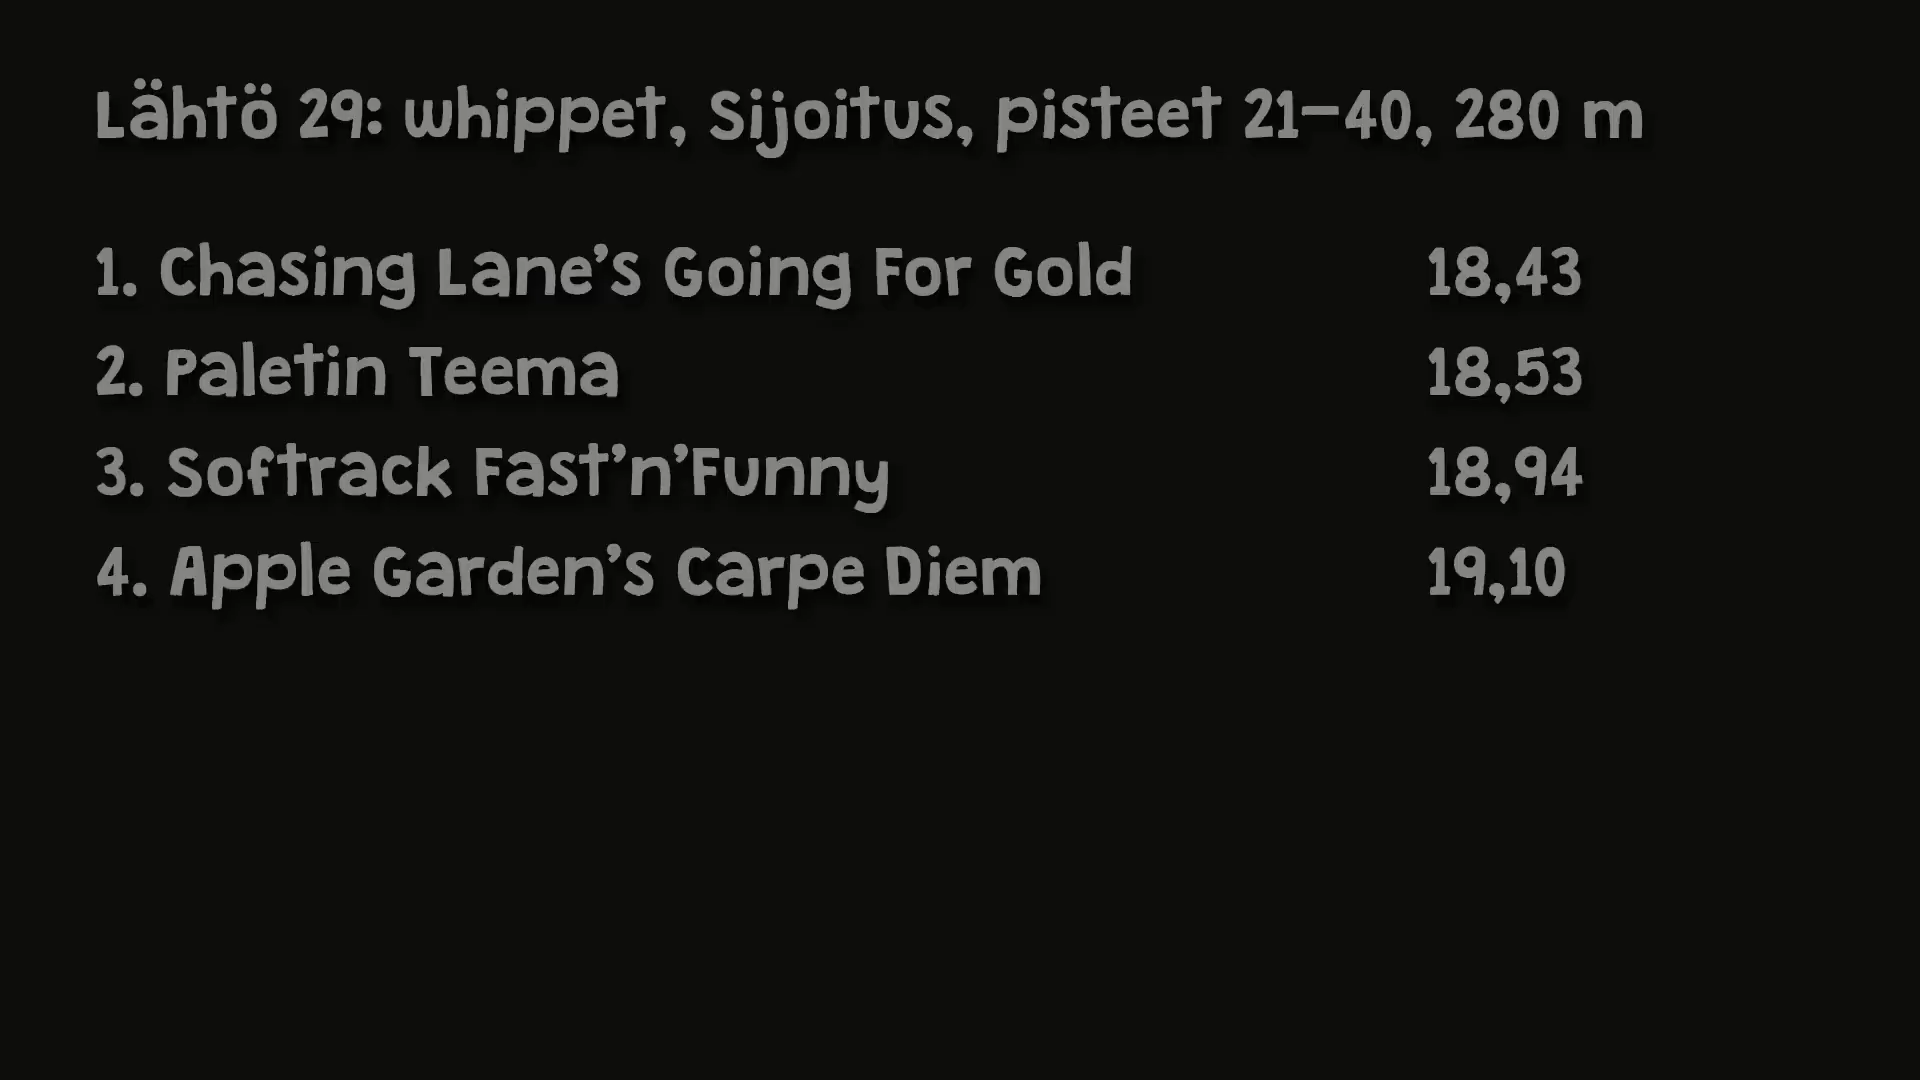 Lähtö 29: whippet, Sijoitus, pisteet 21–40, 280 m
1. Chasing Lane's Going For Gold 18,43
2. Paletin Teema 18,53
3. Softrack Fast'n'Funny 18,94
4. Apple Garden's Carpe Diem 19,10